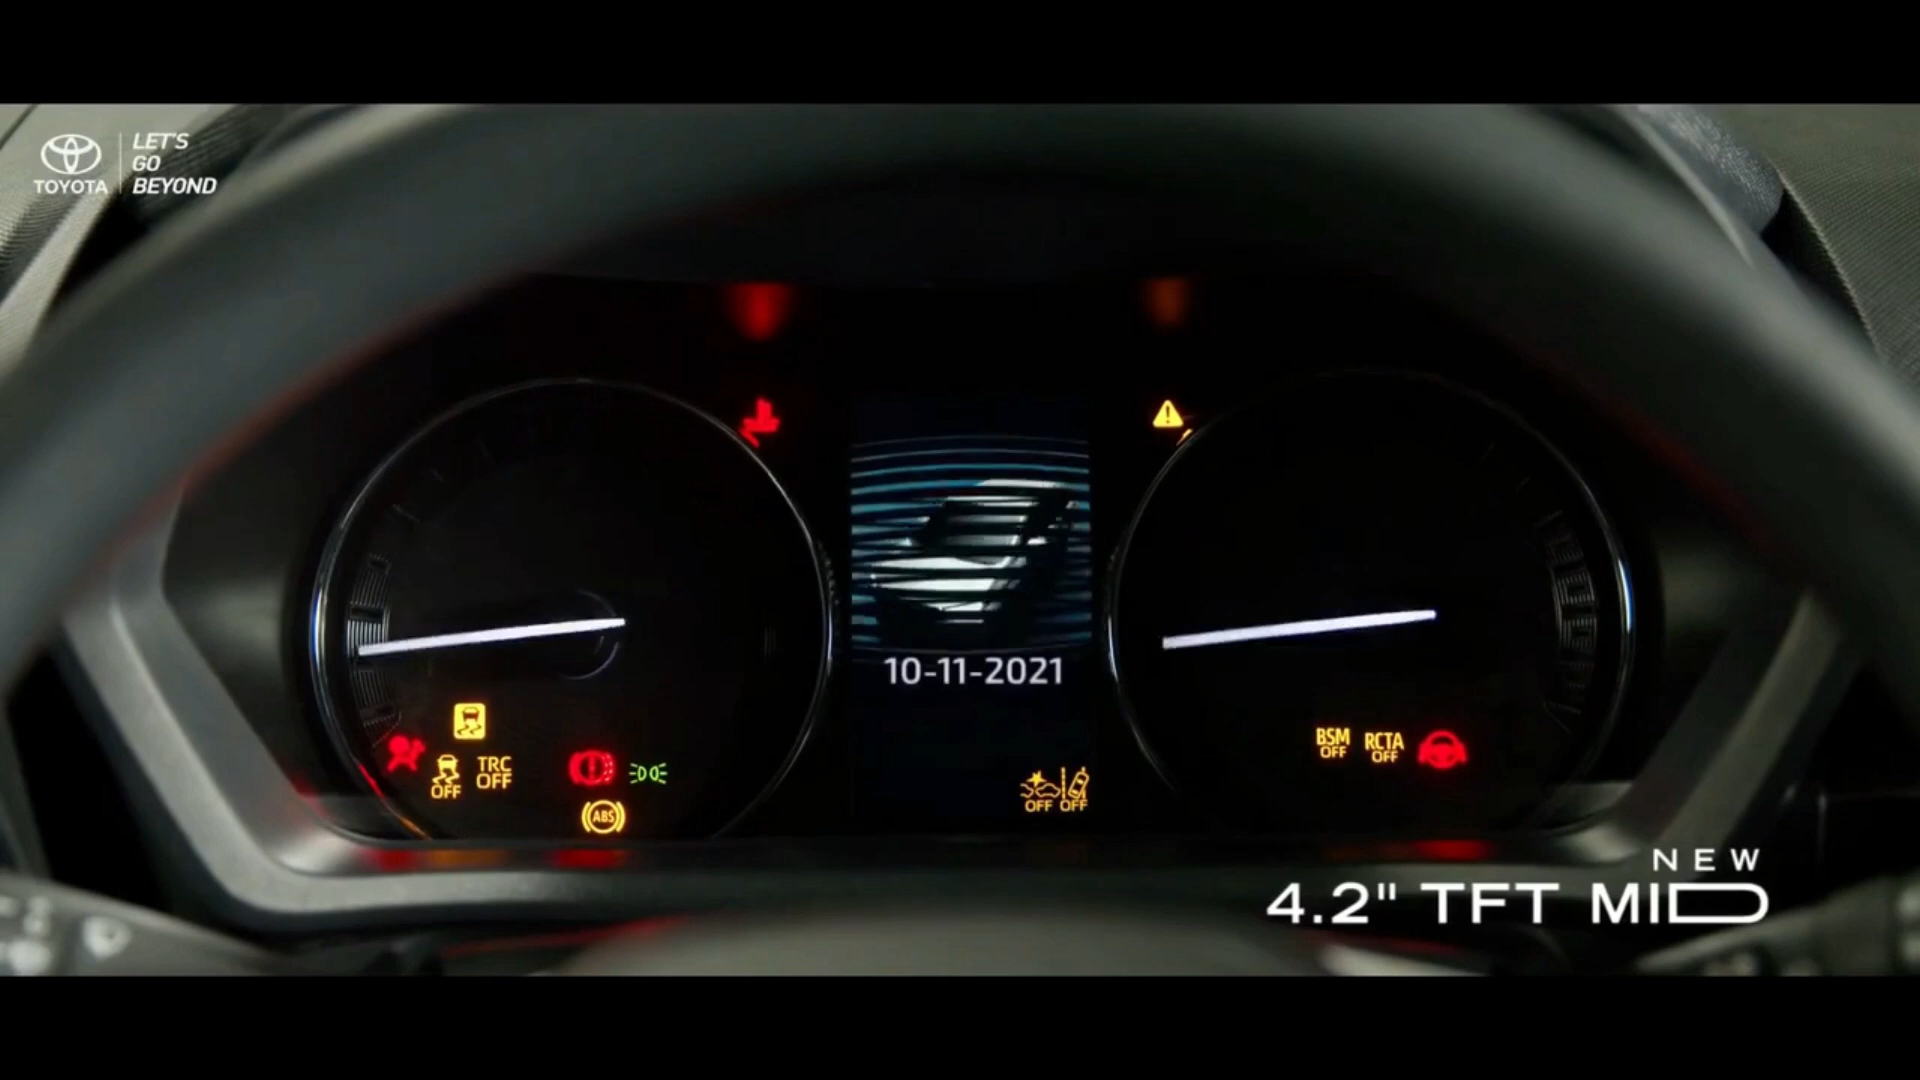 TOYOTA
LET'S
GO
BEYOND
10-11-2021
OFF
TRC
OFF
ABS
OFF OFF
BSM
OFF
RCTA
OFF
NEW
4.2" TFT MID